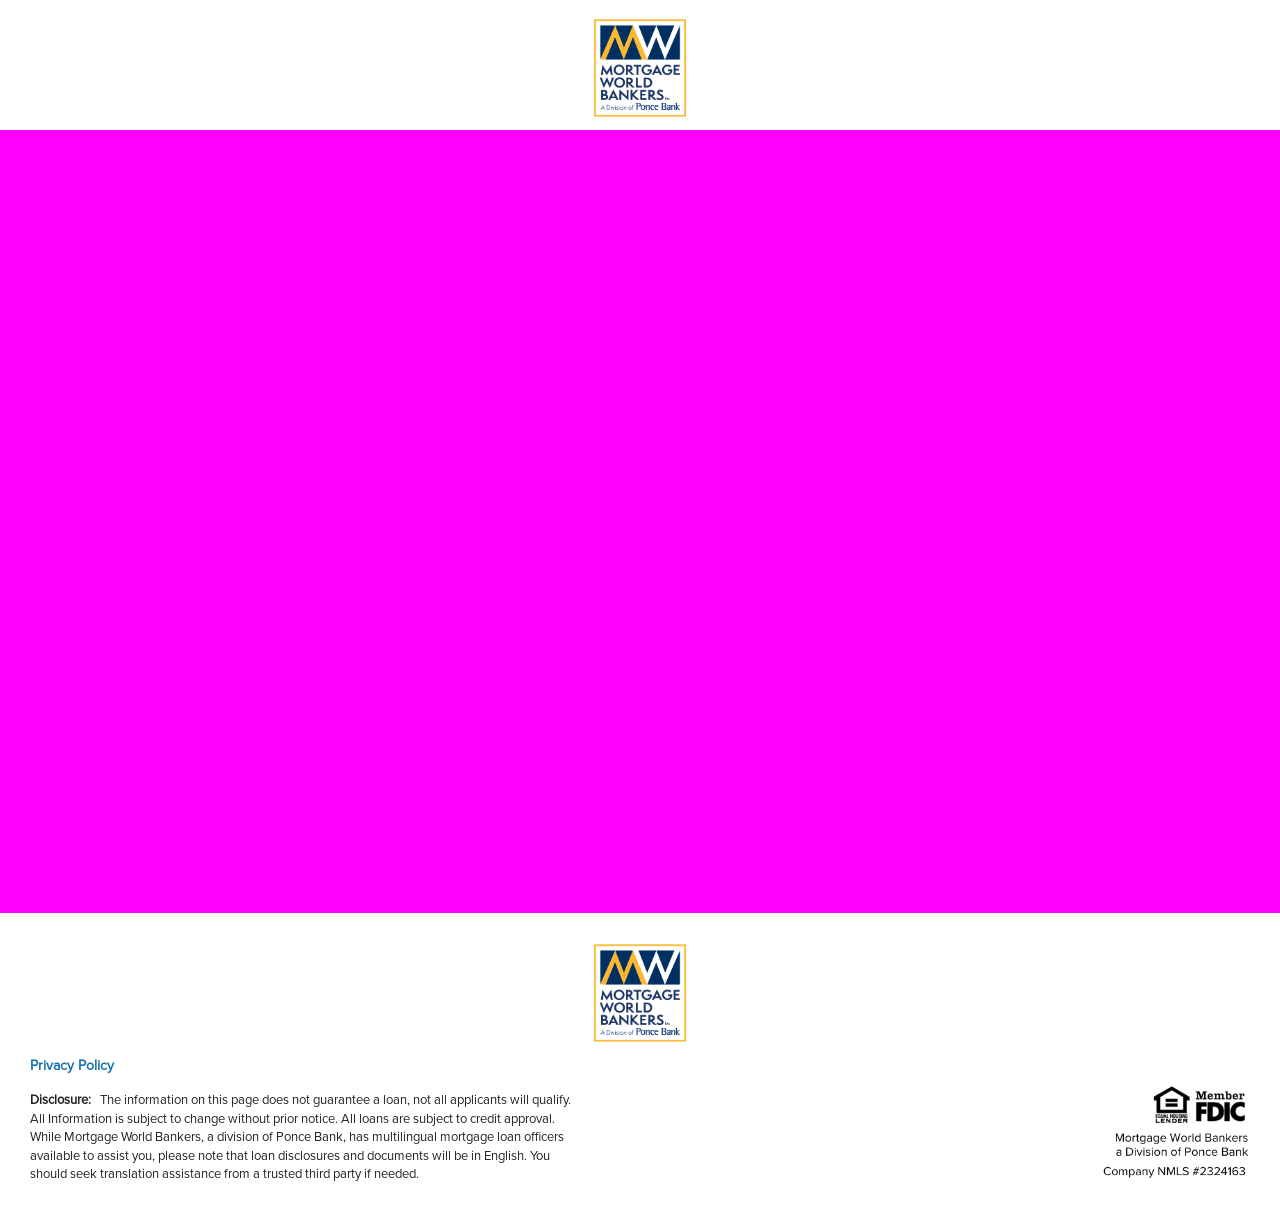 MW
MORTGAGE
WORLD
BANKERS
A Division of Ponce Bank
MW
MORTGAGE
WORLD
BANKERS
A Division of Ponce Bank
Privacy Policy
Disclosure: The information on this page does not guarantee a loan, not all applicants will qualify.
All Information is subject to change without prior notice. All loans are subject to credit approval.
While Mortgage World Bankers, a division of Ponce Bank, has multilingual mortgage loan officers
available to assist you, please note that loan disclosures and documents will be in English. You
should seek translation assistance from a trusted third party if needed.
EQUAL HOUSING
LENDER
Member
FDIC
Mortgage World Bankers
a Division of Ponce Bank
Company NMLS #2324163